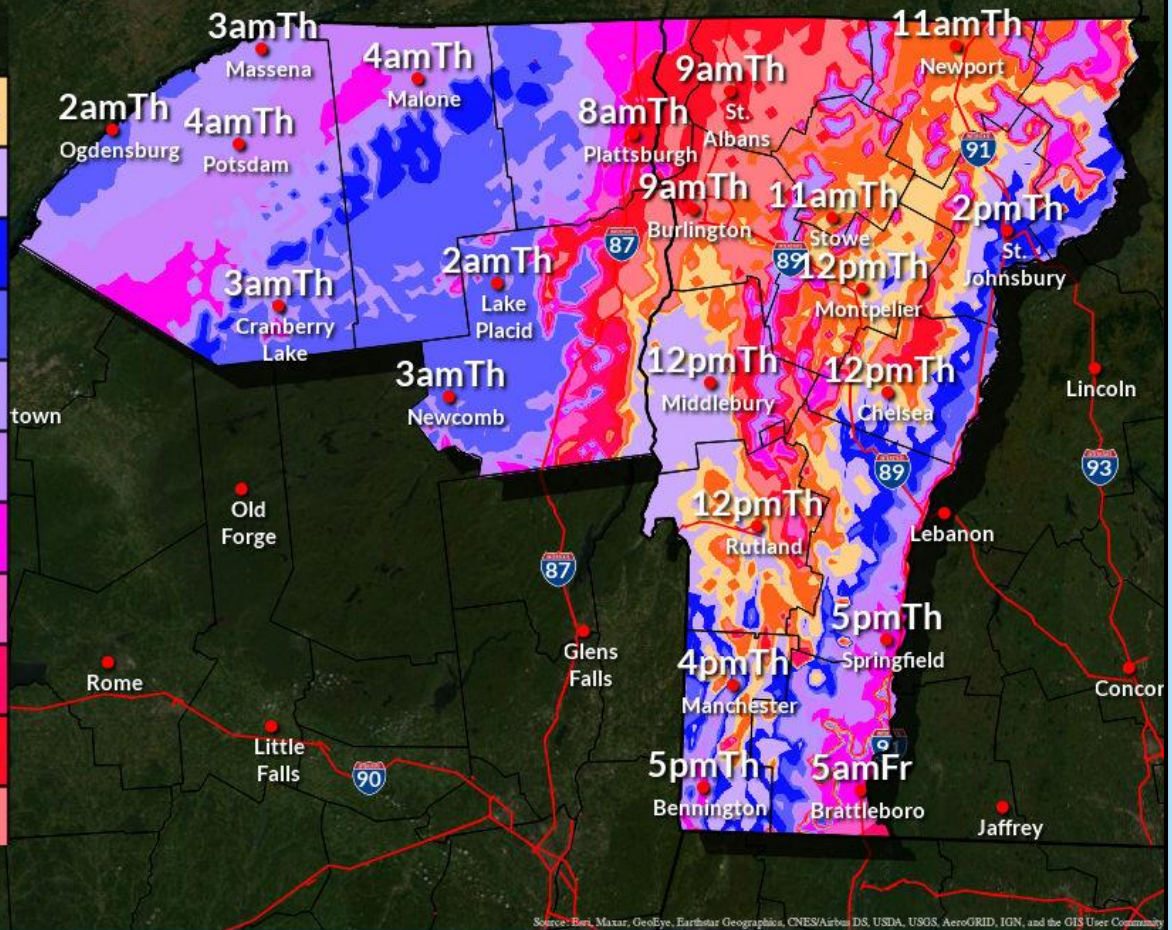 3amTh
Massena
4amTh
Malone
11amTh
Newport
2amTh
Ogdensburg
4amTh
Potsdam
9amTh
St.
Albans
8amTh
Plattsburgh
91
9amTh
Burlington
11amTh
Stowe
2pmTh
St.
Johnsbury
87
89
12pmTh
Montpelier
2amTh
Lake
Placid
3amTh
Cranberry
Lake
3amTh
Newcomb
12pmTh
Middlebury
12pmTh
Chelsea
Lincoln
town
89
93
Old
Forge
12pmTh
Rutland
Lebanon
87
Glens
Falls
5pmTh
Springfield
Rome
4pmTh
Manchester
Concor
Little
Falls
90
91
5pmTh
Bennington
5amFr
Brattleboro
Jaffrey
Source: Esri, Maxar, GeoEye, Earthstar Geographics, CNES/Airbus DS, USDA, USGS, AeroGRID, IGN, and the GIS User Community